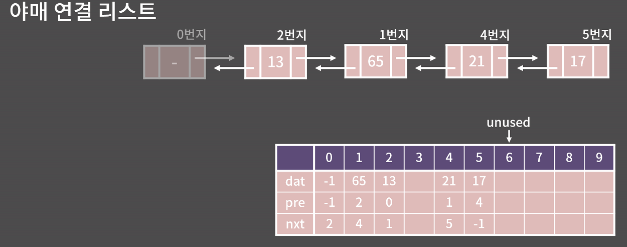 야매 연결 리스트
0번지 2번지 1번지 4번지 5번지
- 13 65 21 17
unused
0 1 2 3 4 5 6 7 8 9
dat -1 65 13 21 17
pre -1 2 0 1 4
nxt 2 4 1 5 -1